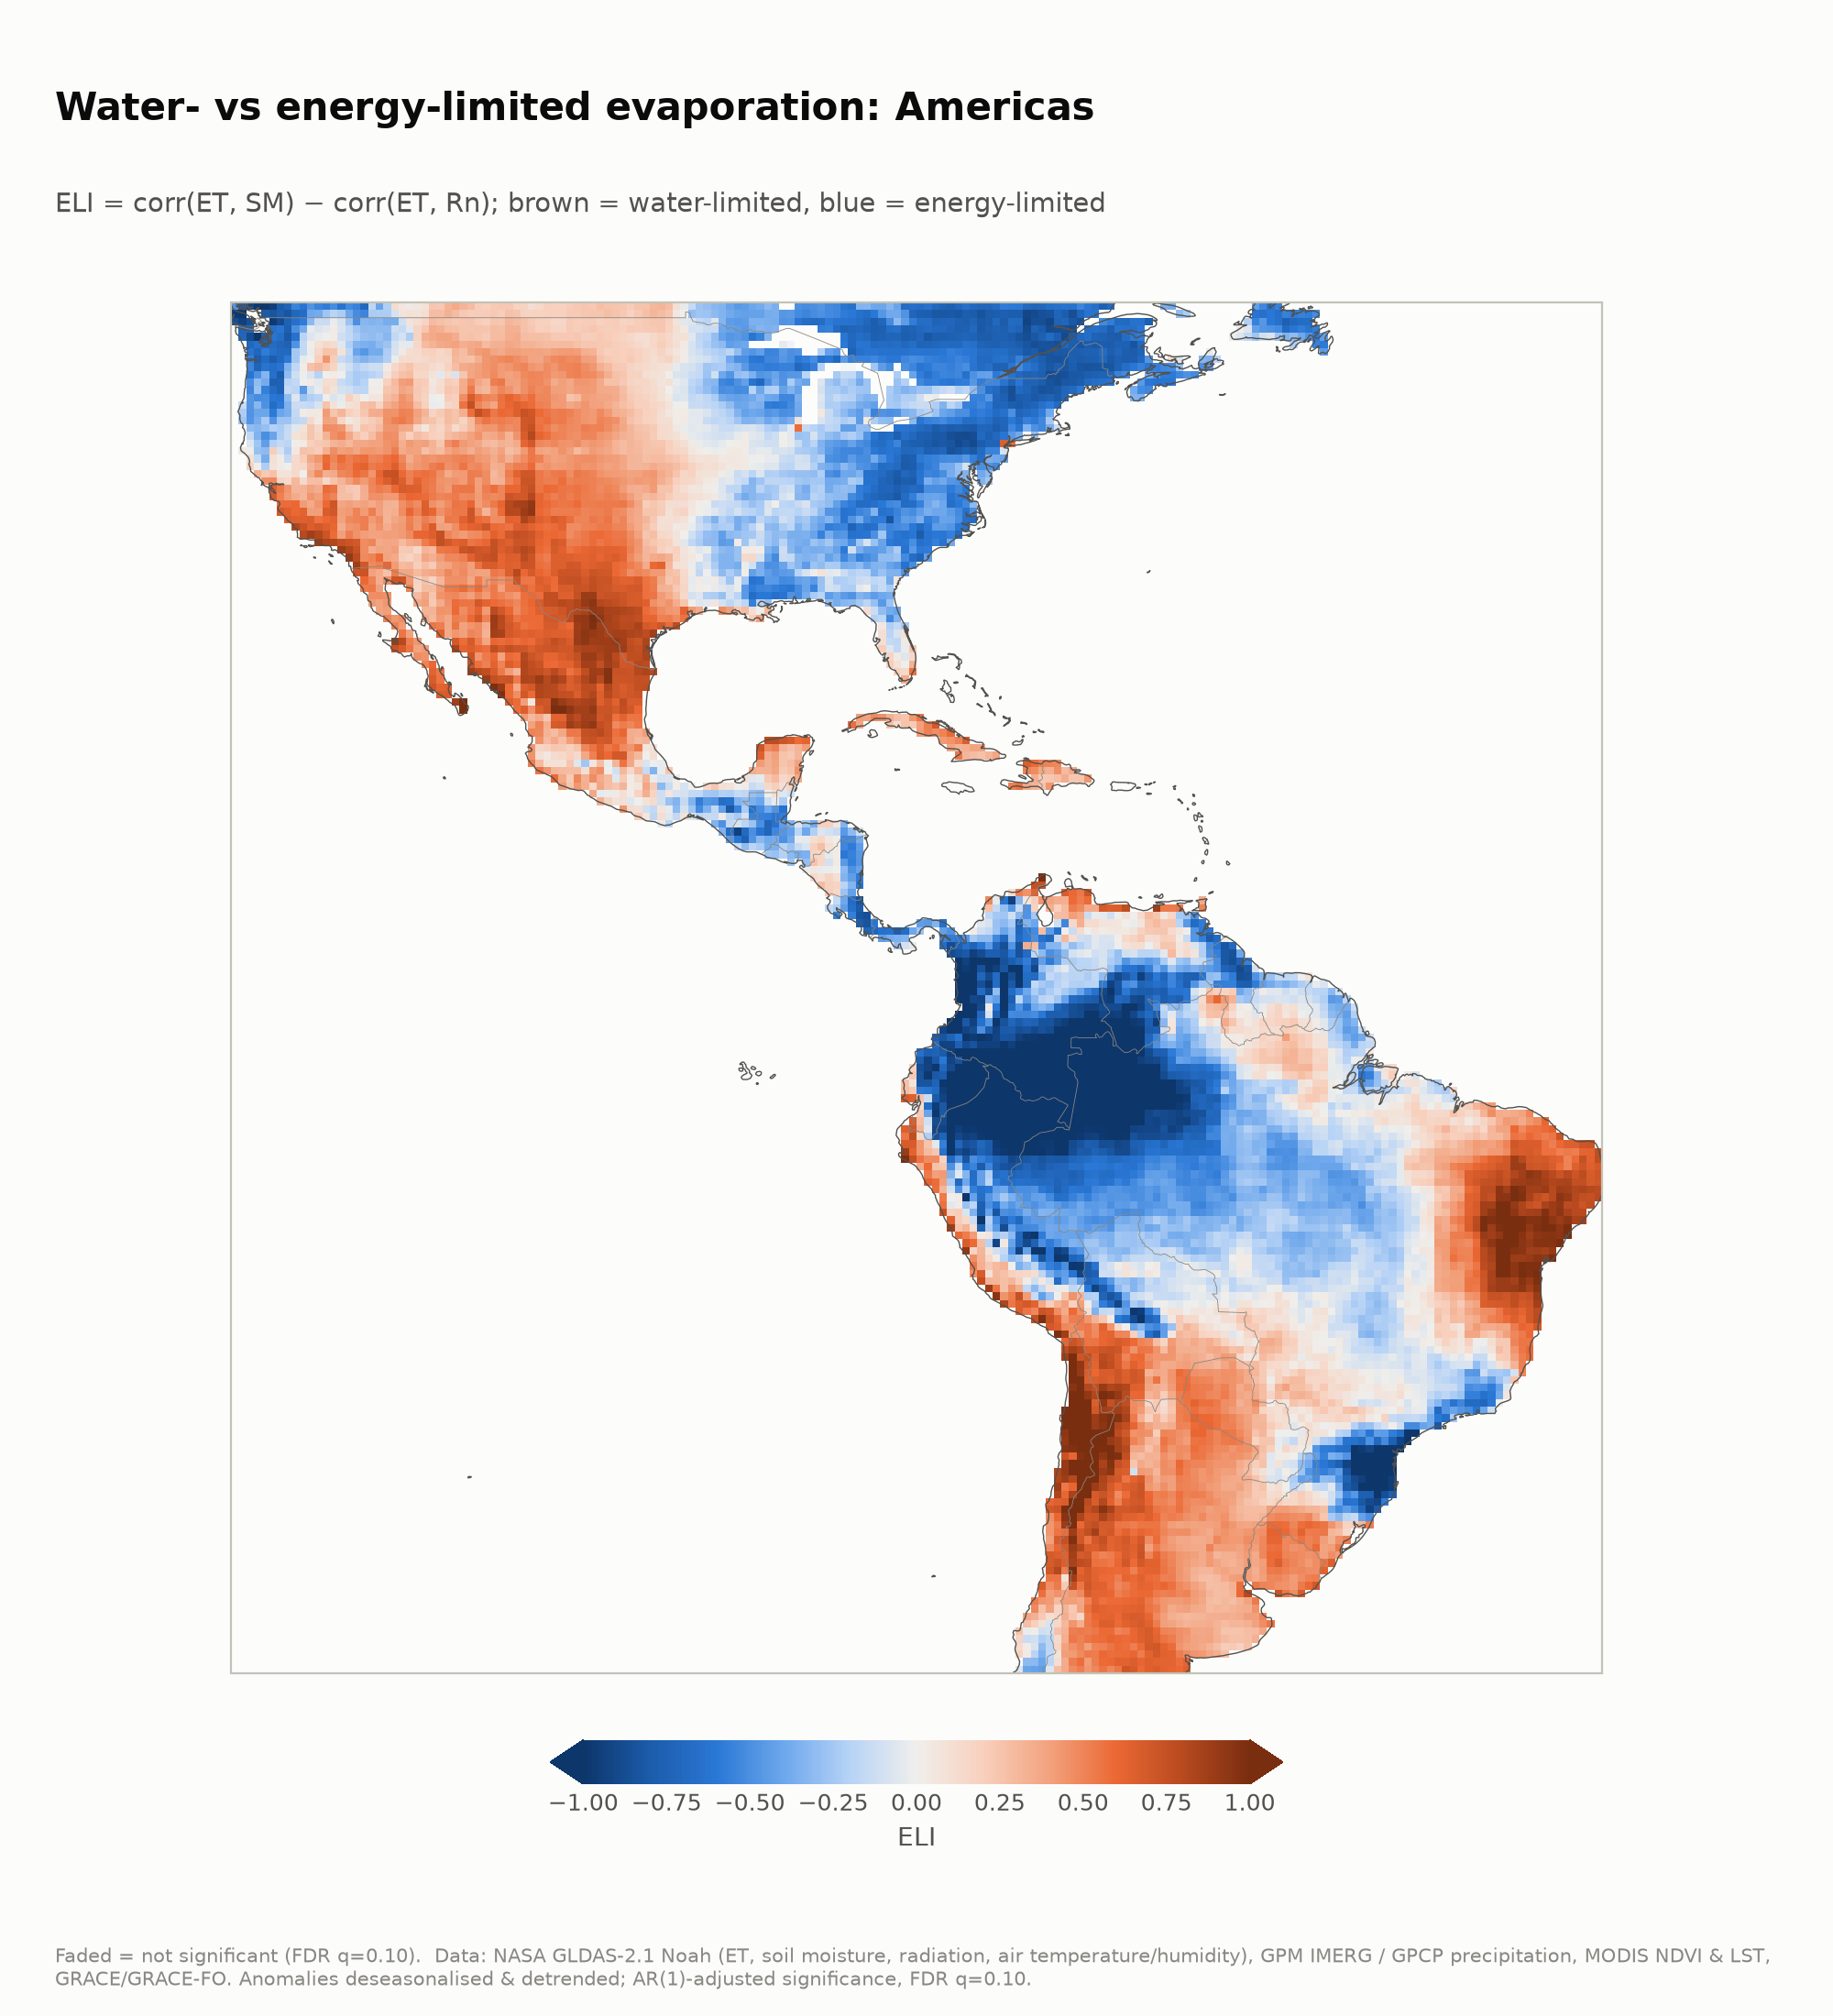 Water- vs energy-limited evaporation: Americas
ELI = corr(ET, SM) − corr(ET, Rn); brown = water-limited, blue = energy-limited
−1.00 −0.75 −0.50 −0.25 0.00 0.25 0.50 0.75 1.00
ELI
Faded = not significant (FDR q=0.10).  Data: NASA GLDAS-2.1 Noah (ET, soil moisture, radiation, air temperature/humidity), GPM IMERG / GPCP precipitation, MODIS NDVI & LST,
GRACE/GRACE-FO. Anomalies deseasonalised & detrended; AR(1)-adjusted significance, FDR q=0.10.